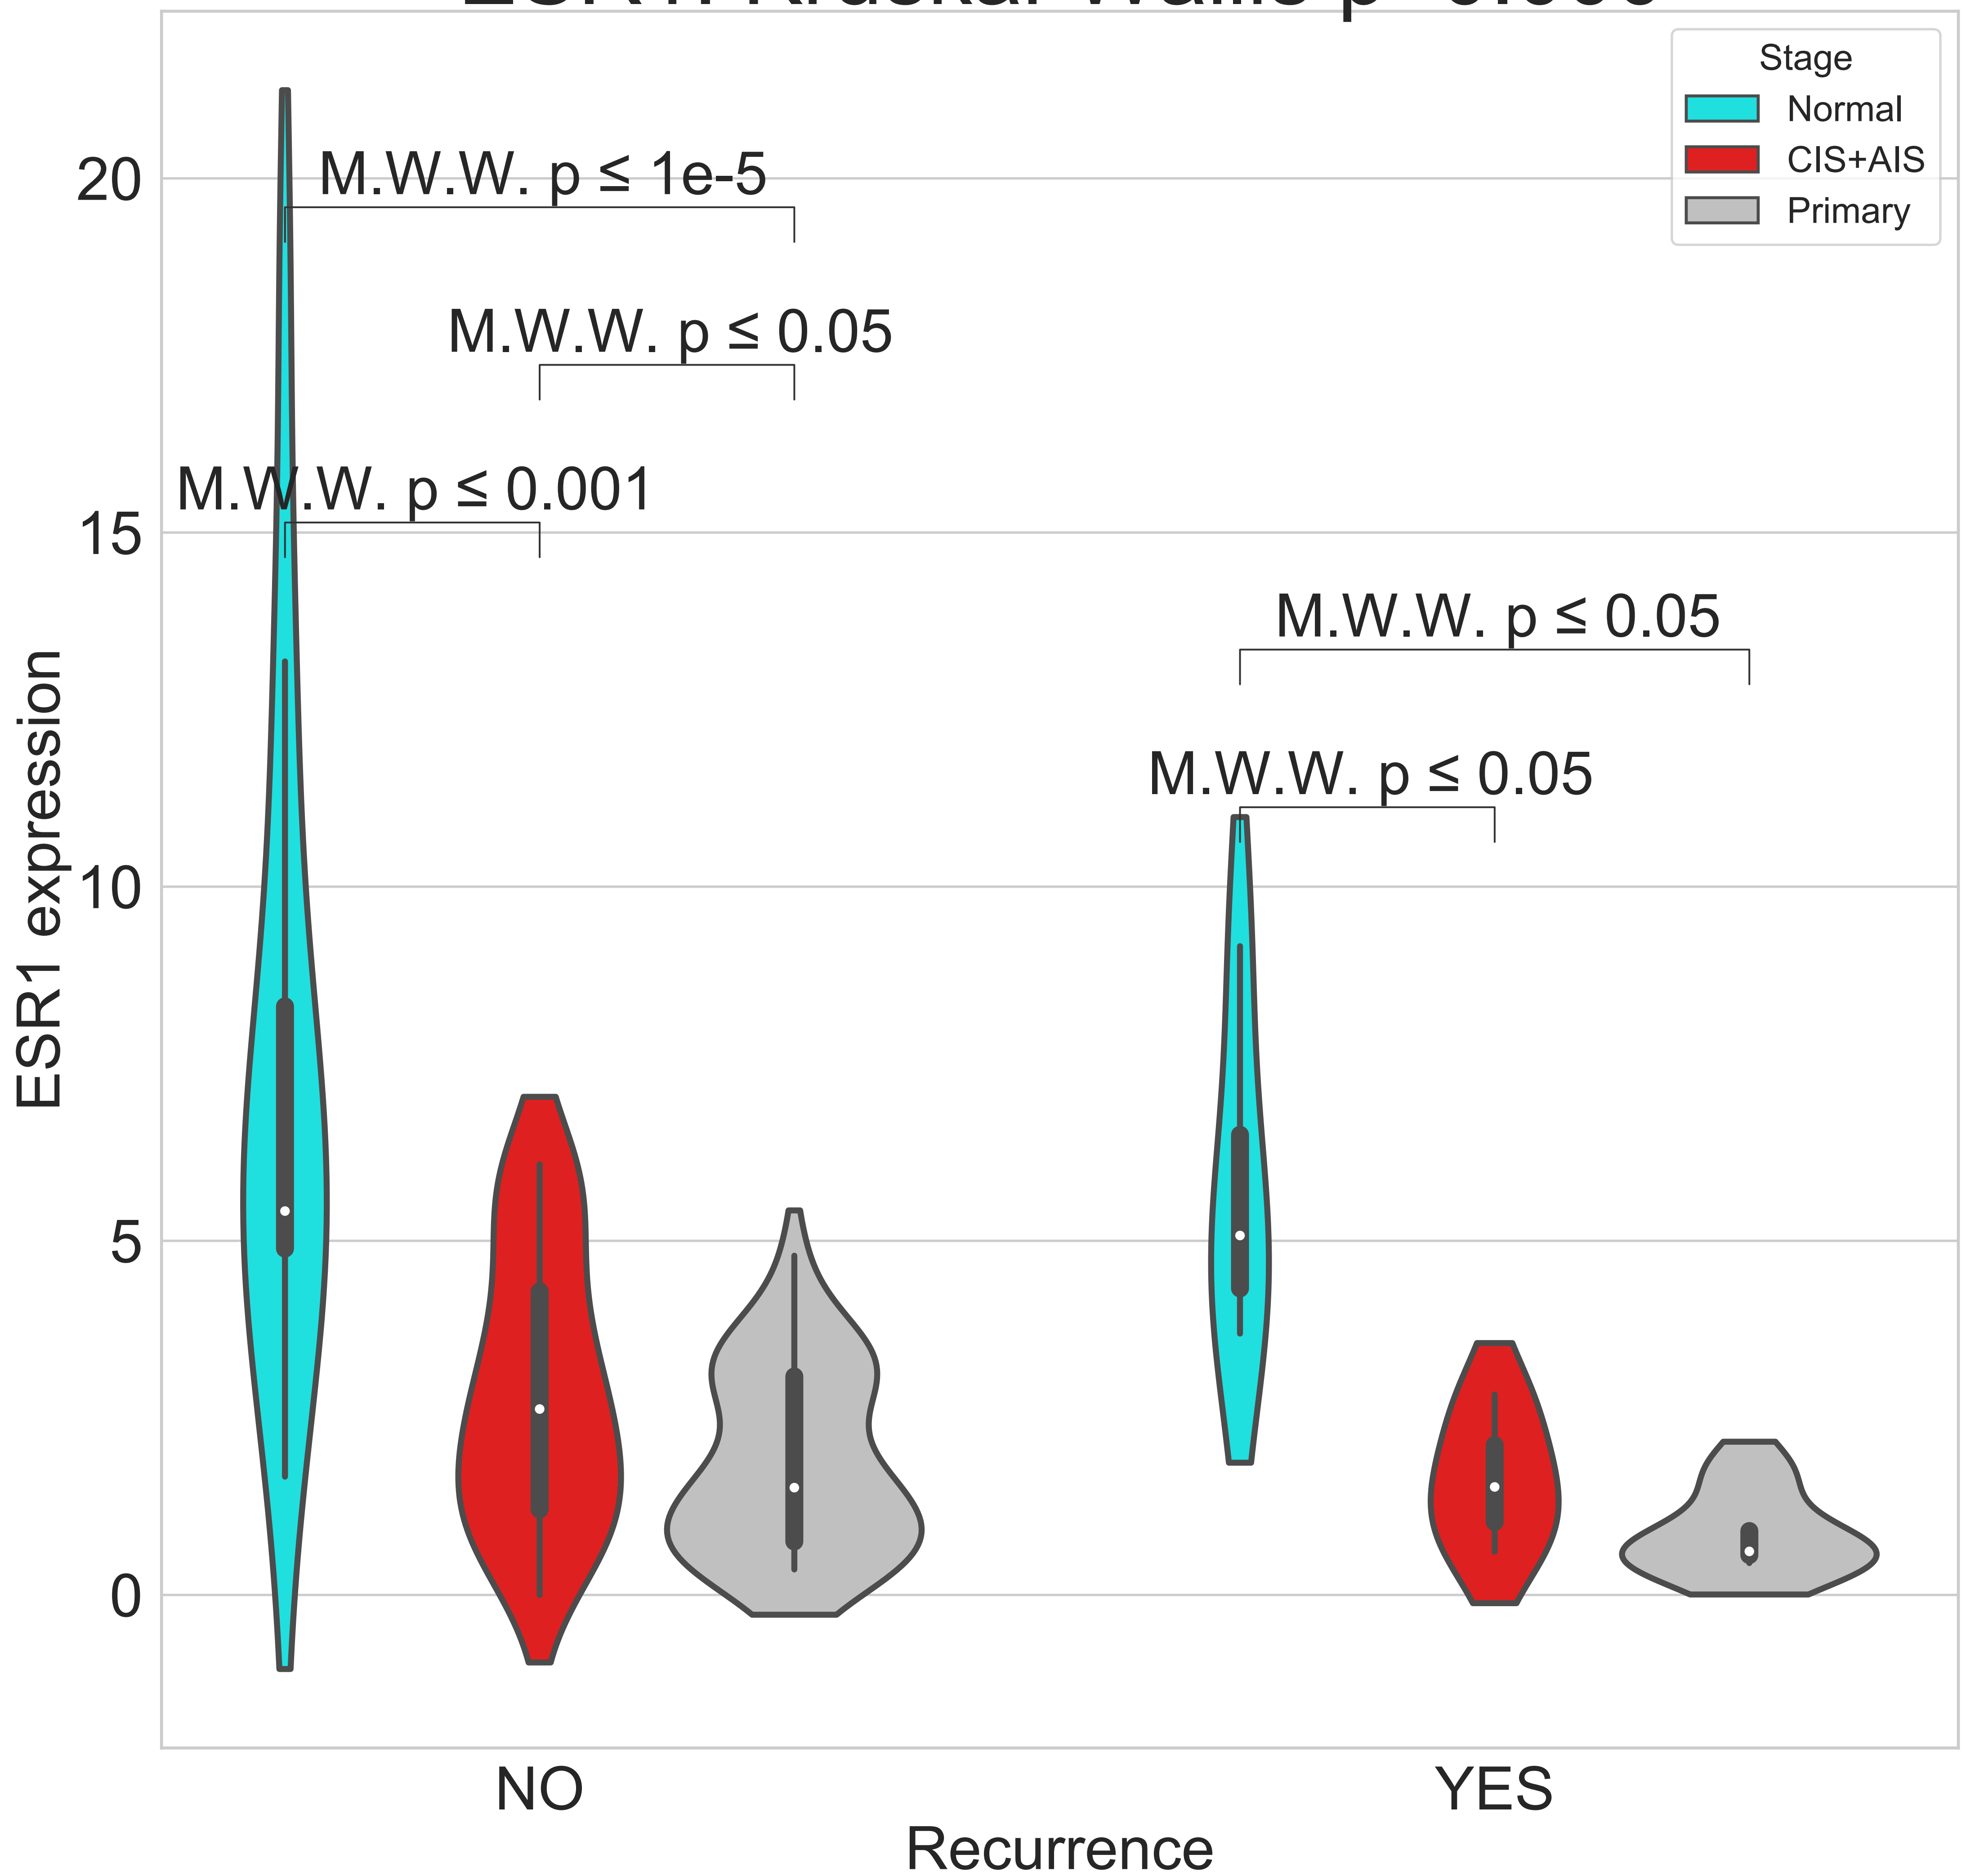 Stage
Normal
CIS+AIS
Primary
20
15
10
5
0
ESR1 expression
M.W.W. p ≤ 1e-5
M.W.W. p ≤ 0.05
M.W.W. p ≤ 0.001
M.W.W. p ≤ 0.05
M.W.W. p ≤ 0.05
NO
YES
Recurrence